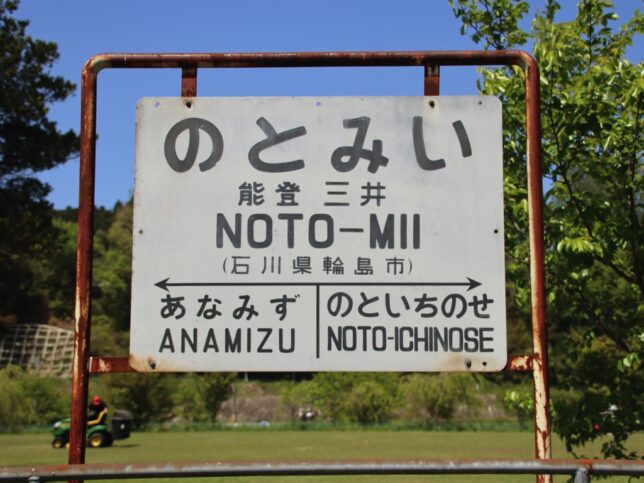 のとみい
能登 三井
NOTO-MII
(石川県輪島市)
あなみず
ANAMIZU
のといちのせ
NOTO-ICHINOSE